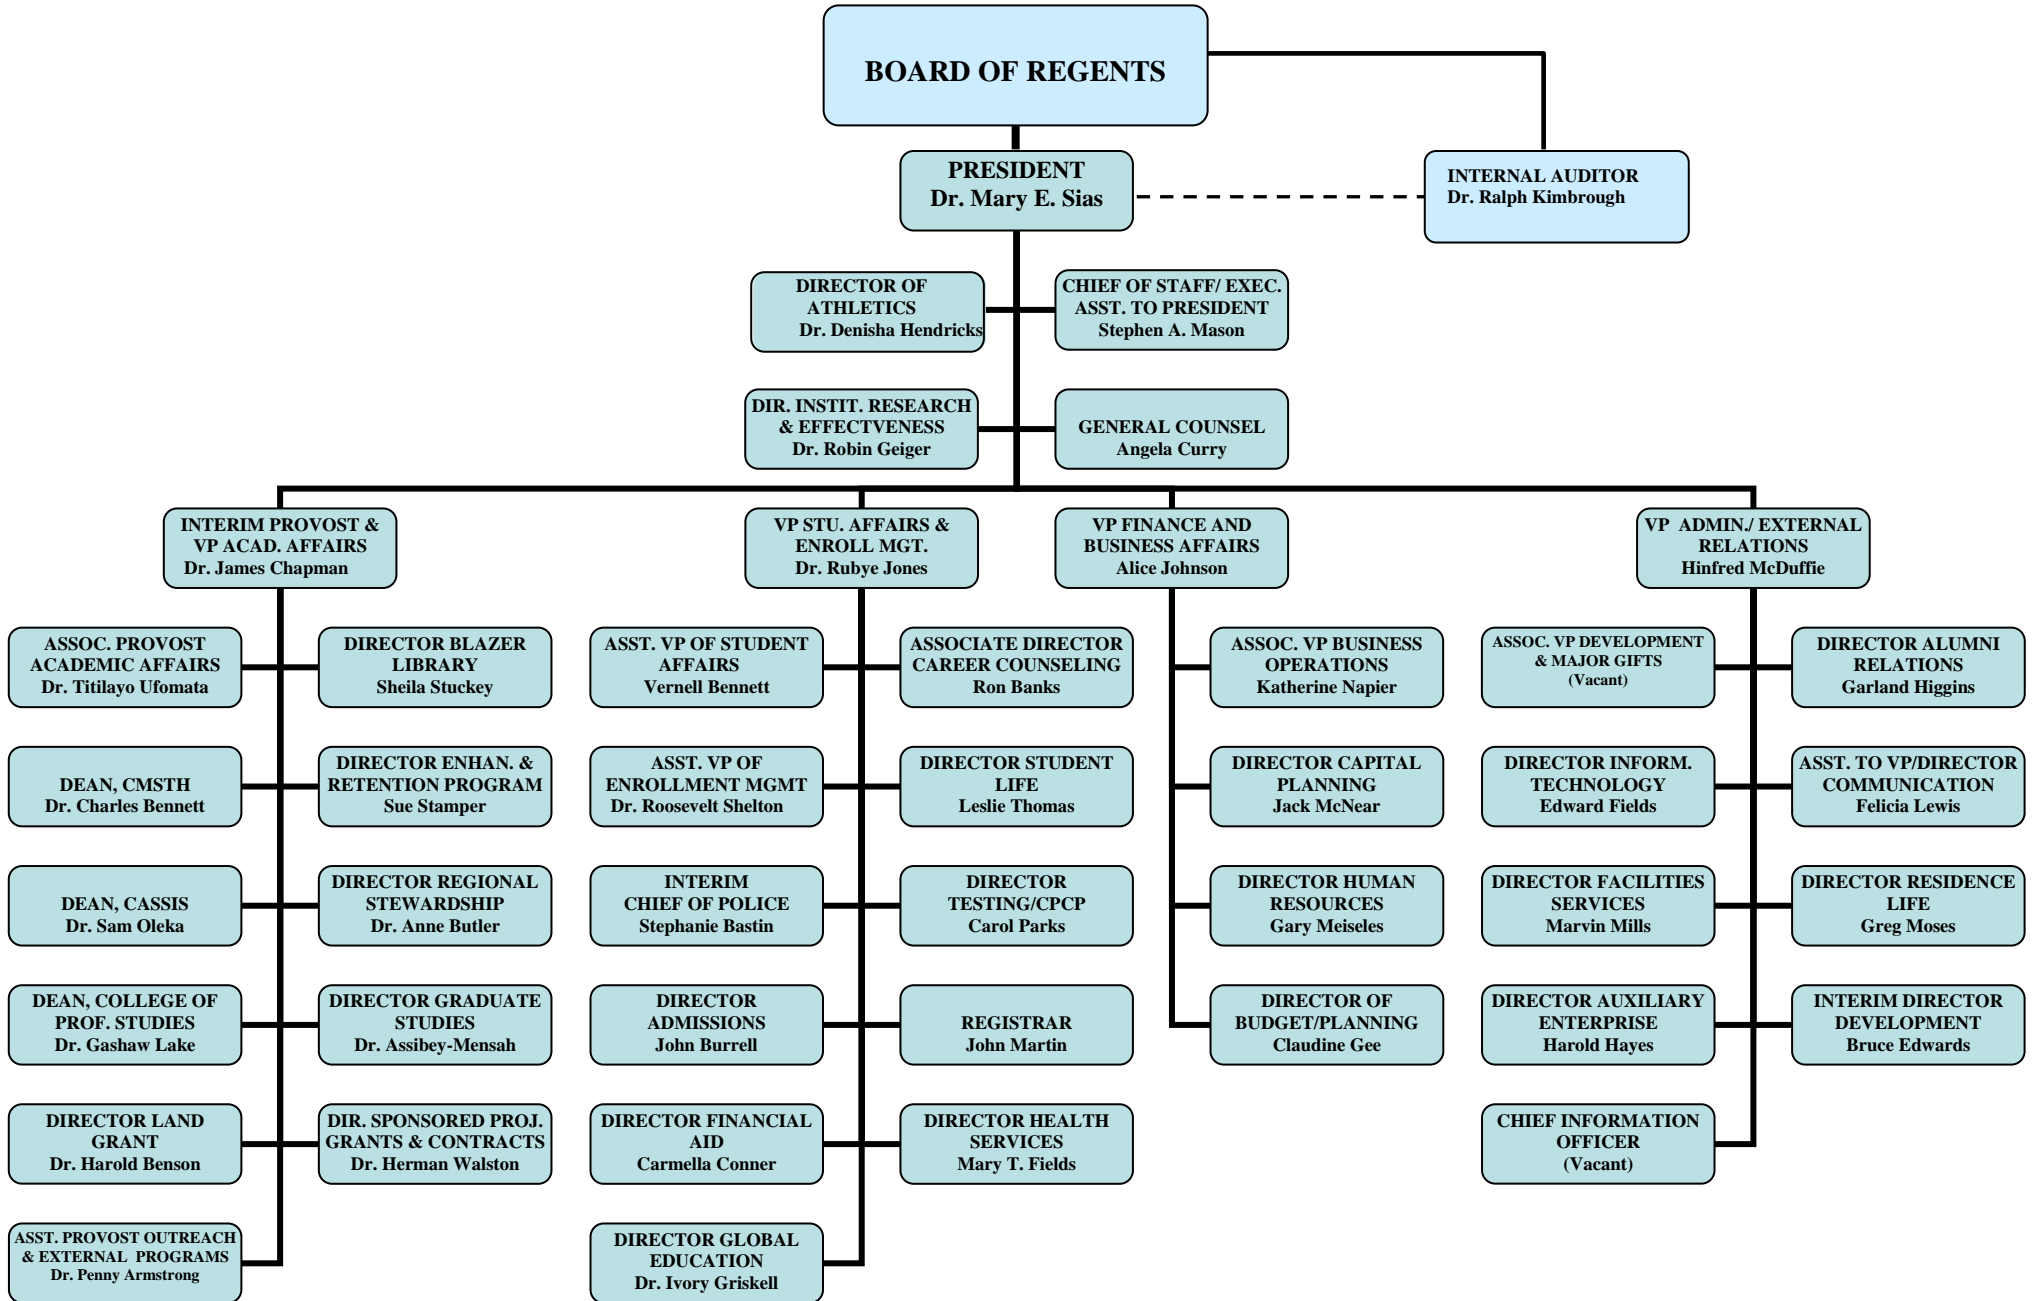 BOARD OF REGENTS
PRESIDENT
Dr. Mary E. Sias
INTERNAL AUDITOR
Dr. Ralph Kimbrough
DIRECTOR OF
ATHLETICS
Dr. Denisha Hendricks
CHIEF OF STAFF/ EXEC.
ASST. TO PRESIDENT
Stephen A. Mason
DIR. INSTIT. RESEARCH
& EFFECTVENESS
Dr. Robin Geiger
GENERAL COUNSEL
Angela Curry
INTERIM PROVOST &
VP ACAD. AFFAIRS
Dr. James Chapman
VP STU. AFFAIRS &
ENROLL MGT.
Dr. Rubye Jones
VP FINANCE AND
BUSINESS AFFAIRS
Alice Johnson
VP ADMIN./ EXTERNAL
RELATIONS
Hinfred McDuffie
ASSOC. PROVOST
ACADEMIC AFFAIRS
Dr. Titilayo Ufomata
DIRECTOR BLAZER
LIBRARY
Sheila Stuckey
ASST. VP OF STUDENT
AFFAIRS
Vernell Bennett
ASSOCIATE DIRECTOR
CAREER COUNSELING
Ron Banks
ASSOC. VP BUSINESS
OPERATIONS
Katherine Napier
ASSOC. VP DEVELOPMENT
& MAJOR GIFTS
(Vacant)
DIRECTOR ALUMNI
RELATIONS
Garland Higgins
DEAN, CMSTH
Dr. Charles Bennett
DIRECTOR ENHAN. &
RETENTION PROGRAM
Sue Stamper
ASST. VP OF
ENROLLMENT MGMT
Dr. Roosevelt Shelton
DIRECTOR STUDENT
LIFE
Leslie Thomas
DIRECTOR CAPITAL
PLANNING
Jack McNear
DIRECTOR INFORM.
TECHNOLOGY
Edward Fields
ASST. TO VP/DIRECTOR
COMMUNICATION
Felicia Lewis
DEAN, CASSIS
Dr. Sam Oleka
DIRECTOR REGIONAL
STEWARDSHIP
Dr. Anne Butler
INTERIM
CHIEF OF POLICE
Stephanie Bastin
DIRECTOR
TESTING/CPCP
Carol Parks
DIRECTOR HUMAN
RESOURCES
Gary Meiseles
DIRECTOR FACILITIES
SERVICES
Marvin Mills
DIRECTOR RESIDENCE
LIFE
Greg Moses
DEAN, COLLEGE OF
PROF. STUDIES
Dr. Gashaw Lake
DIRECTOR GRADUATE
STUDIES
Dr. Assibey-Mensah
DIRECTOR
ADMISSIONS
John Burrell
REGISTRAR
John Martin
DIRECTOR OF
BUDGET/PLANNING
Claudine Gee
DIRECTOR AUXILIARY
ENTERPRISE
Harold Hayes
INTERIM DIRECTOR
DEVELOPMENT
Bruce Edwards
DIRECTOR LAND
GRANT
Dr. Harold Benson
DIR. SPONSORED PROJ.
GRANTS & CONTRACTS
Dr. Herman Walston
DIRECTOR FINANCIAL
AID
Carmella Conner
DIRECTOR HEALTH
SERVICES
Mary T. Fields
CHIEF INFORMATION
OFFICER
(Vacant)
ASST. PROVOST OUTREACH
& EXTERNAL PROGRAMS
Dr. Penny Armstrong
DIRECTOR GLOBAL
EDUCATION
Dr. Ivory Griskell